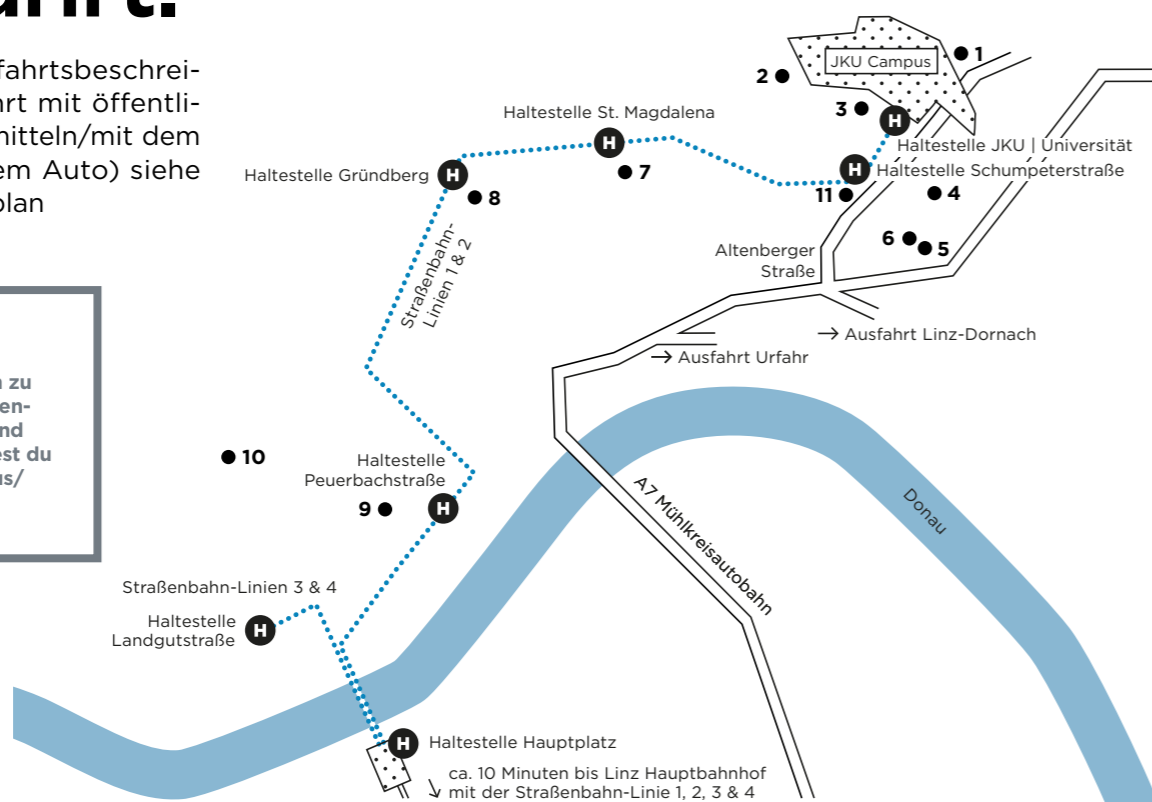 fahrtsbeschrei-
hrt mit öffentli-
mitteln/mit dem
em Auto) siehe
plan
n zu
en-
nd
est du
us/
JKU Campus
1
2
3
H
Haltestelle JKU | Universität
Haltestelle St. Magdalena
H
7
H
Haltestelle Schumpeterstraße
11
4
Haltestelle Gründberg
H
8
6
5
Straßenbahn-
Linien 1 & 2
Altenberger
Straße
→ Ausfahrt Linz-Dornach
→ Ausfahrt Urfahr
10
Haltestelle
Peuerbachstraße
H
9
A7 Mühlkreisautobahn
Donau
Straßenbahn-Linien 3 & 4
Haltestelle
Landgutstraße
H
H
Haltestelle Hauptplatz
ca. 10 Minuten bis Linz Hauptbahnhof
mit der Straßenbahn-Linie 1, 2, 3 & 4